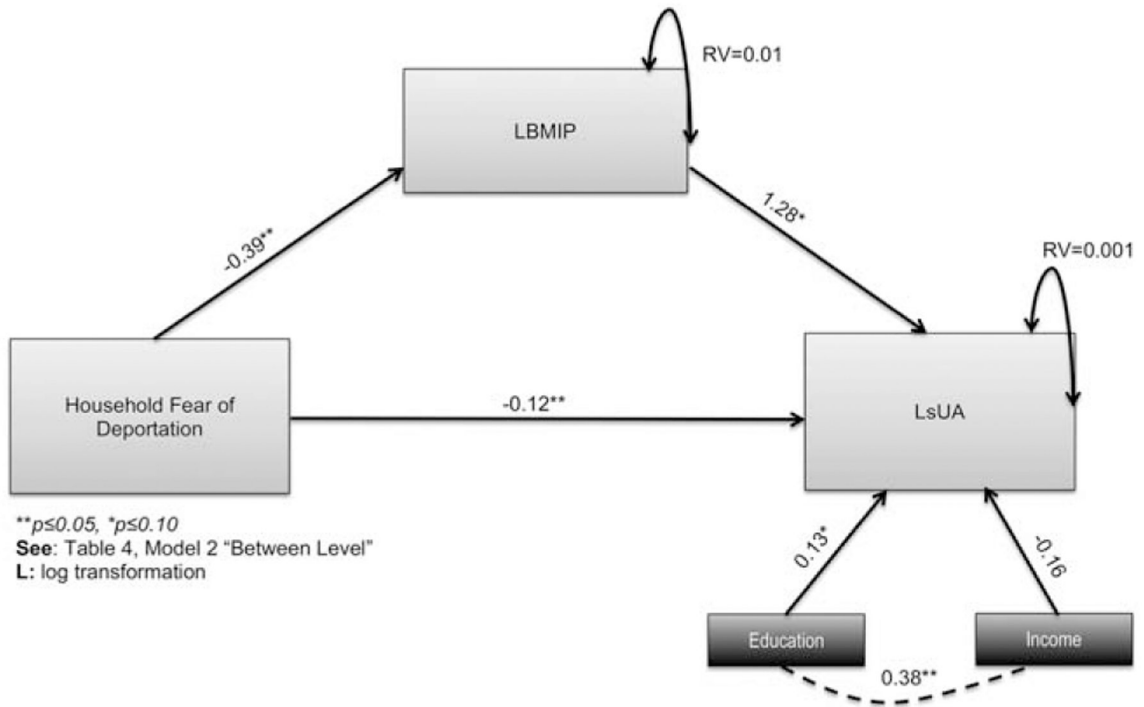 RV=0.01
LBMIP
-0.39**
1.28*
RV=0.001
Household Fear of
Deportation
-0.12**
LsUA
**p≤0.05, *p≤0.10
See: Table 4, Model 2 “Between Level”
L: log transformation
0.13*
-0.16
Education
Income
0.38**